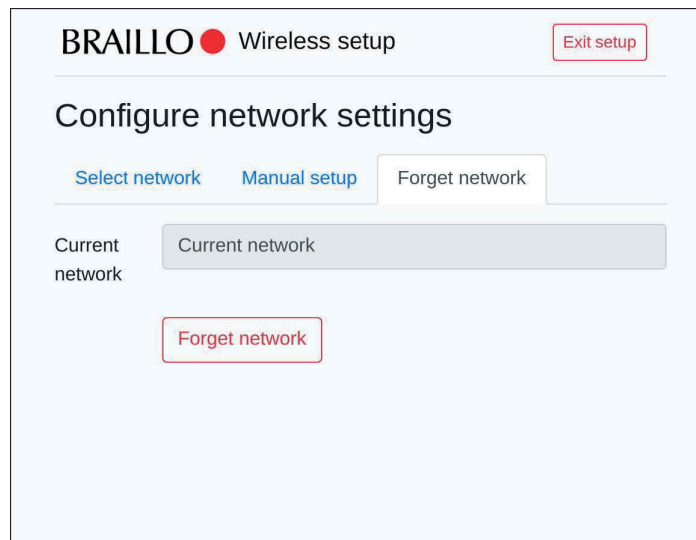 BRAILLO Wireless setup Exit setup
Configure network settings
Select network Manual setup Forget network
Current network Current network
Forget network